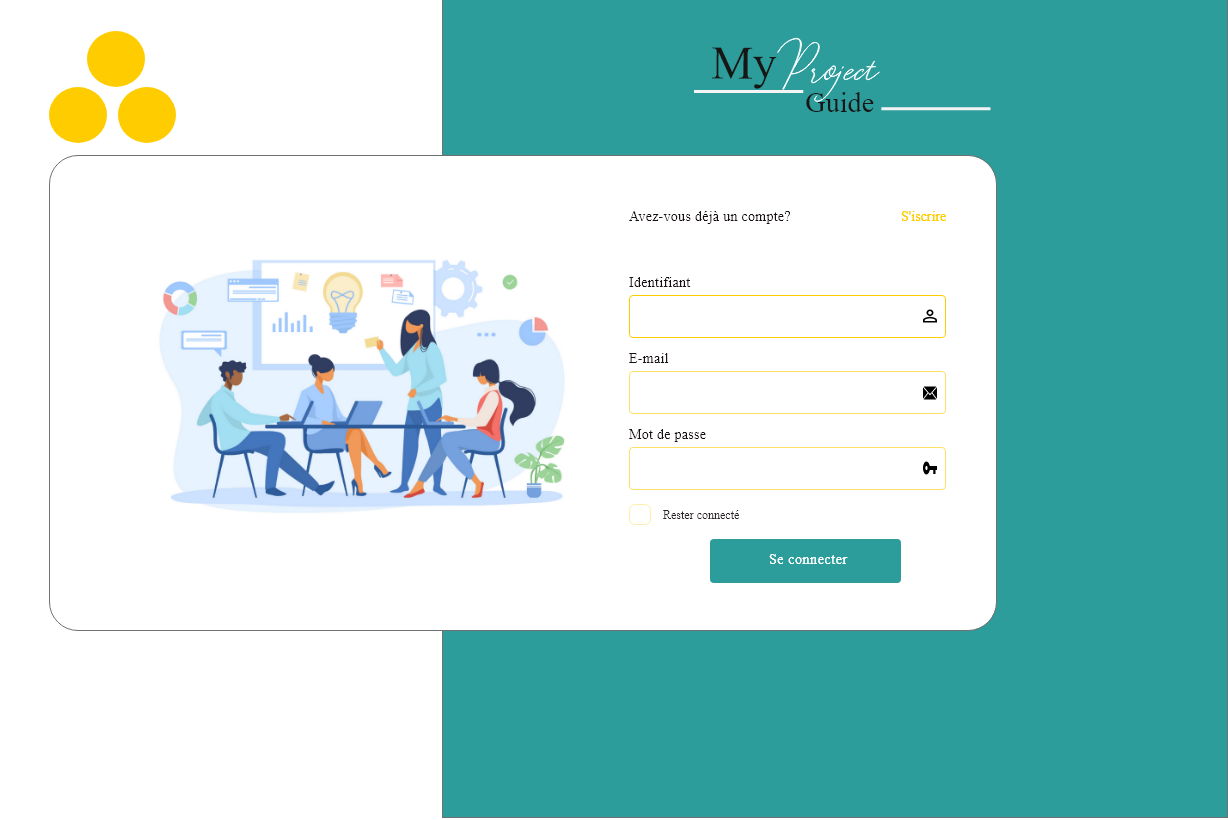 My Project
Guide
Avez-vous déjà un compte?
S'iscrire
Identifiant
E-mail
Mot de passe
Rester connecté
Se connecter